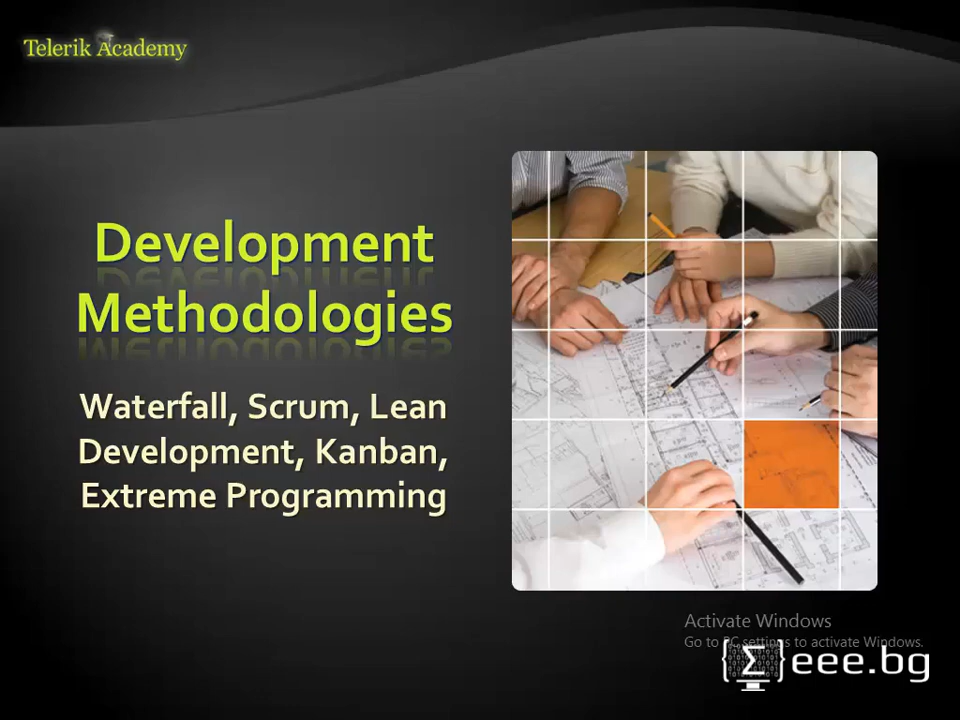 Telerik Academy
Development
Methodologies
Waterfall, Scrum, Lean
Development, Kanban,
Extreme Programming
Activate Windows
Go to PC settings to activate Windows.
{Σ}eee.bg